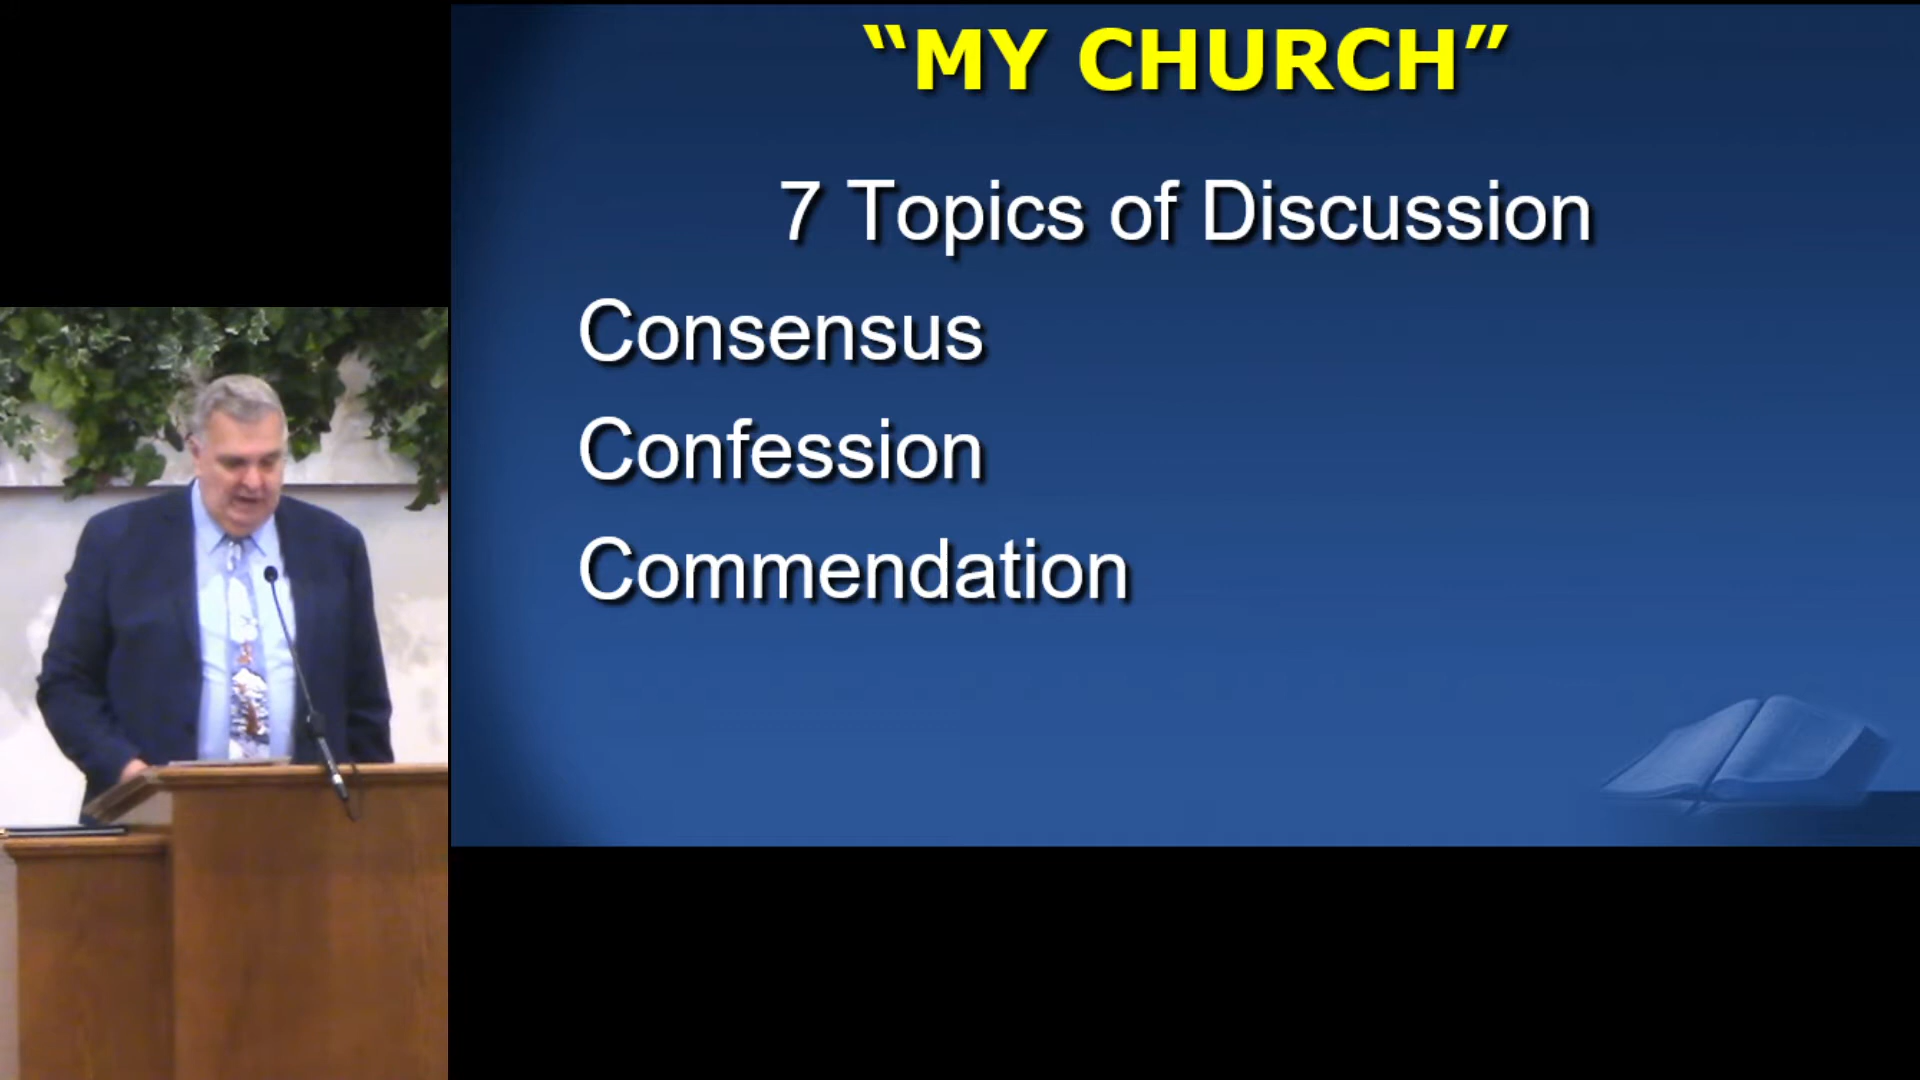 “MY CHURCH”
7 Topics of Discussion
Consensus
Confession
Commendation